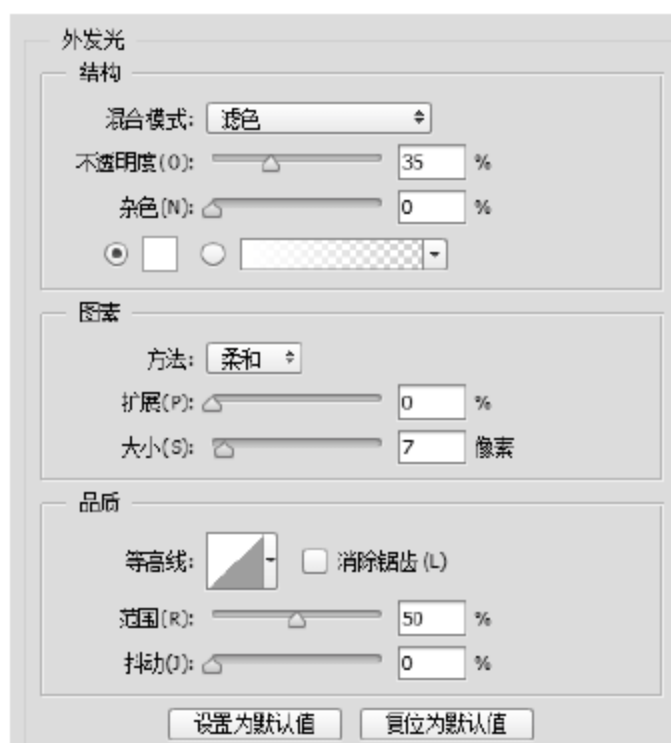 外发光
结构
混合模式: 滤色
不透明度(O): 35 %
杂色(N): 0 %
图素
方法: 柔和
扩展(P): 0 %
大小(S): 7 像素
品质
等高线: 消除锯齿(L)
范围(R): 50 %
抖动(J): 0 %
设置为默认值 复位为默认值